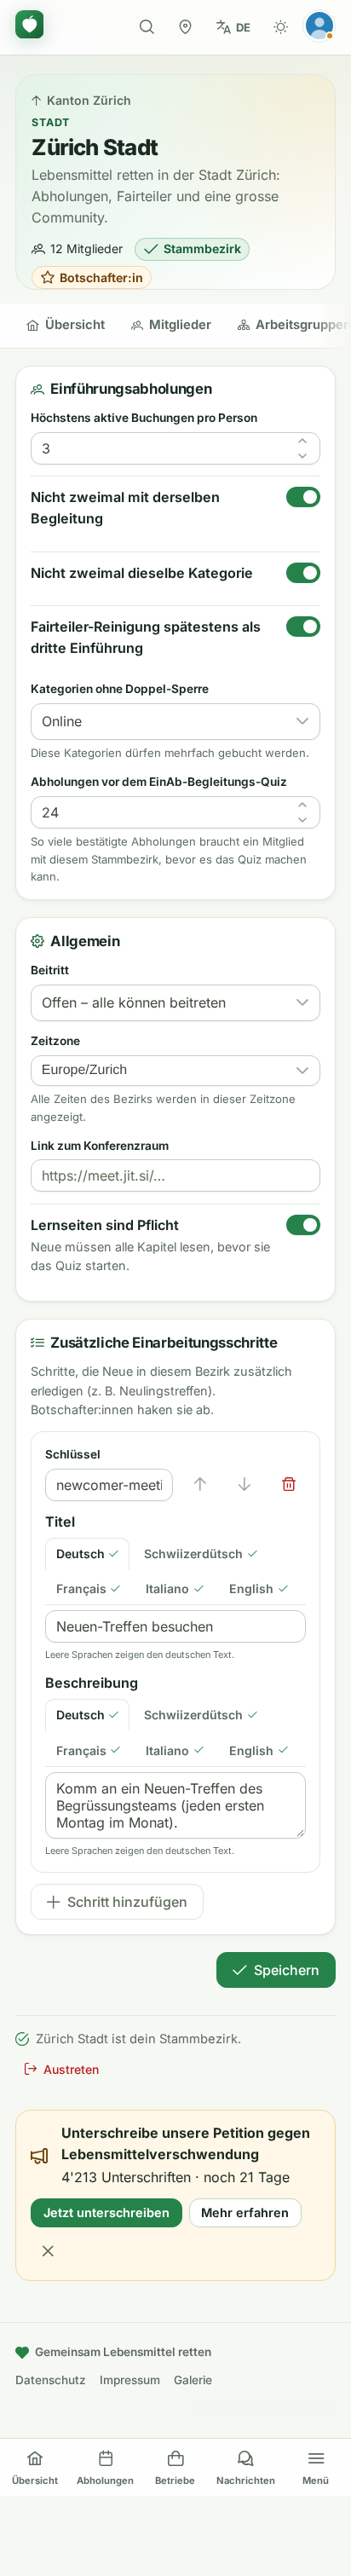 DE
Kanton Zürich
STADT
Zürich Stadt
Lebensmittel retten in der Stadt Zürich:
Abholungen, Fairteiler und eine grosse
Community.
12 Mitglieder Stammbezirk
Botschafter:in
Übersicht Mitglieder Arbeitsgruppen
Einführungsabholungen
Höchstens aktive Buchungen pro Person
3
Nicht zweimal mit derselben
Begleitung
Nicht zweimal dieselbe Kategorie
Fairteiler-Reinigung spätestens als
dritte Einführung
Kategorien ohne Doppel-Sperre
Online
Diese Kategorien dürfen mehrfach gebucht werden.
Abholungen vor dem EinAb-Begleitungs-Quiz
24
So viele bestätigte Abholungen braucht ein Mitglied
mit diesem Stammbezirk, bevor es das Quiz machen
kann.
Allgemein
Beitritt
Offen – alle können beitreten
Zeitzone
Europe/Zurich
Alle Zeiten des Bezirks werden in dieser Zeitzone
angezeigt.
Link zum Konferenzraum
https://meet.jit.si/...
Lernseiten sind Pflicht
Neue müssen alle Kapitel lesen, bevor sie
das Quiz starten.
Zusätzliche Einarbeitungsschritte
Schritte, die Neue in diesem Bezirk zusätzlich
erledigen (z. B. Neulingstreffen).
Botschafter:innen haken sie ab.
Schlüssel
newcomer-meeti
Titel
Deutsch Schwiizerdütsch
Français Italiano English
Neuen-Treffen besuchen
Leere Sprachen zeigen den deutschen Text.
Beschreibung
Deutsch Schwiizerdütsch
Français Italiano English
Komm an ein Neuen-Treffen des
Begrüssungsteams (jeden ersten
Montag im Monat).
Leere Sprachen zeigen den deutschen Text.
Schritt hinzufügen
Speichern
Zürich Stadt ist dein Stammbezirk.
Austreten
Unterschreibe unsere Petition gegen
Lebensmittelverschwendung
4'213 Unterschriften · noch 21 Tage
Jetzt unterschreiben Mehr erfahren
Gemeinsam Lebensmittel retten
Datenschutz Impressum Galerie
Übersicht Abholungen Betriebe Nachrichten Menü